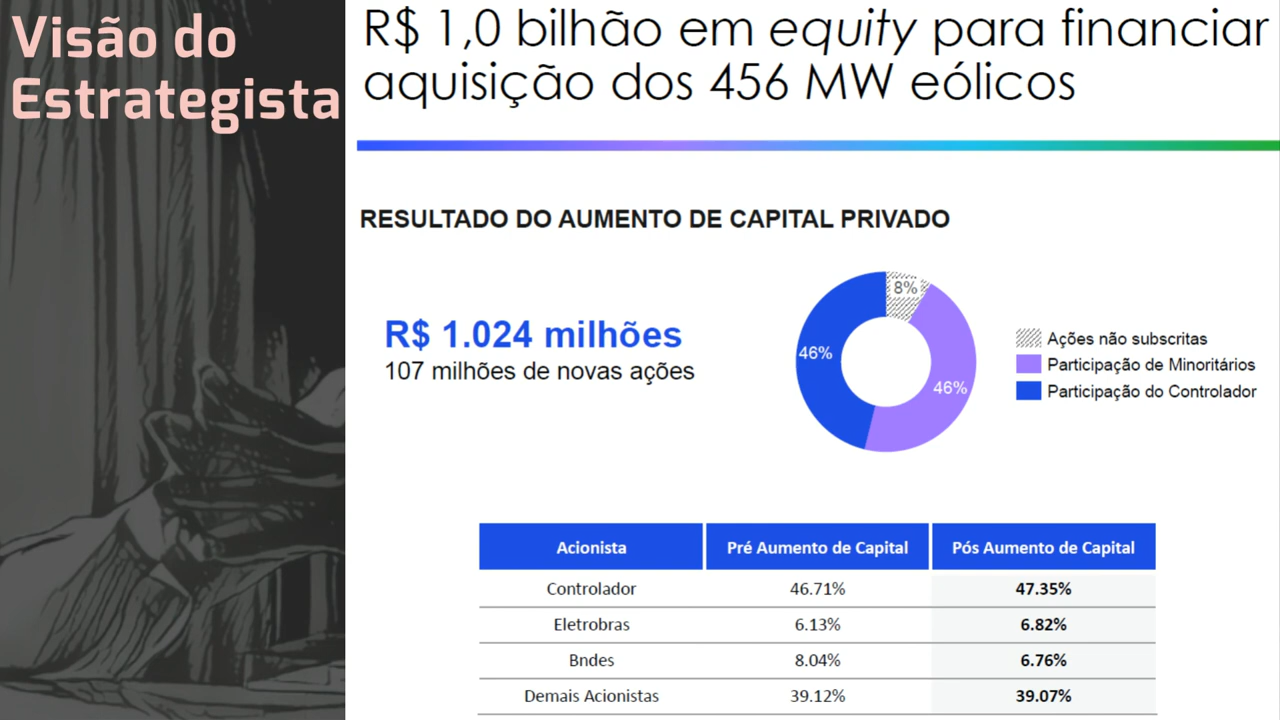 Visão do
Estrategista
R$ 1,0 bilhão em equity para financiar
aquisição dos 456 MW eólicos
RESULTADO DO AUMENTO DE CAPITAL PRIVADO
R$ 1.024 milhões
107 milhões de novas ações
8%
46%
46%
Ações não subscritas
Participação de Minoritários
Participação do Controlador
Acionista Pré Aumento de Capital Pós Aumento de Capital
Controlador 46.71% 47.35%
Eletrobras 6.13% 6.82%
Bndes 8.04% 6.76%
Demais Acionistas 39.12% 39.07%